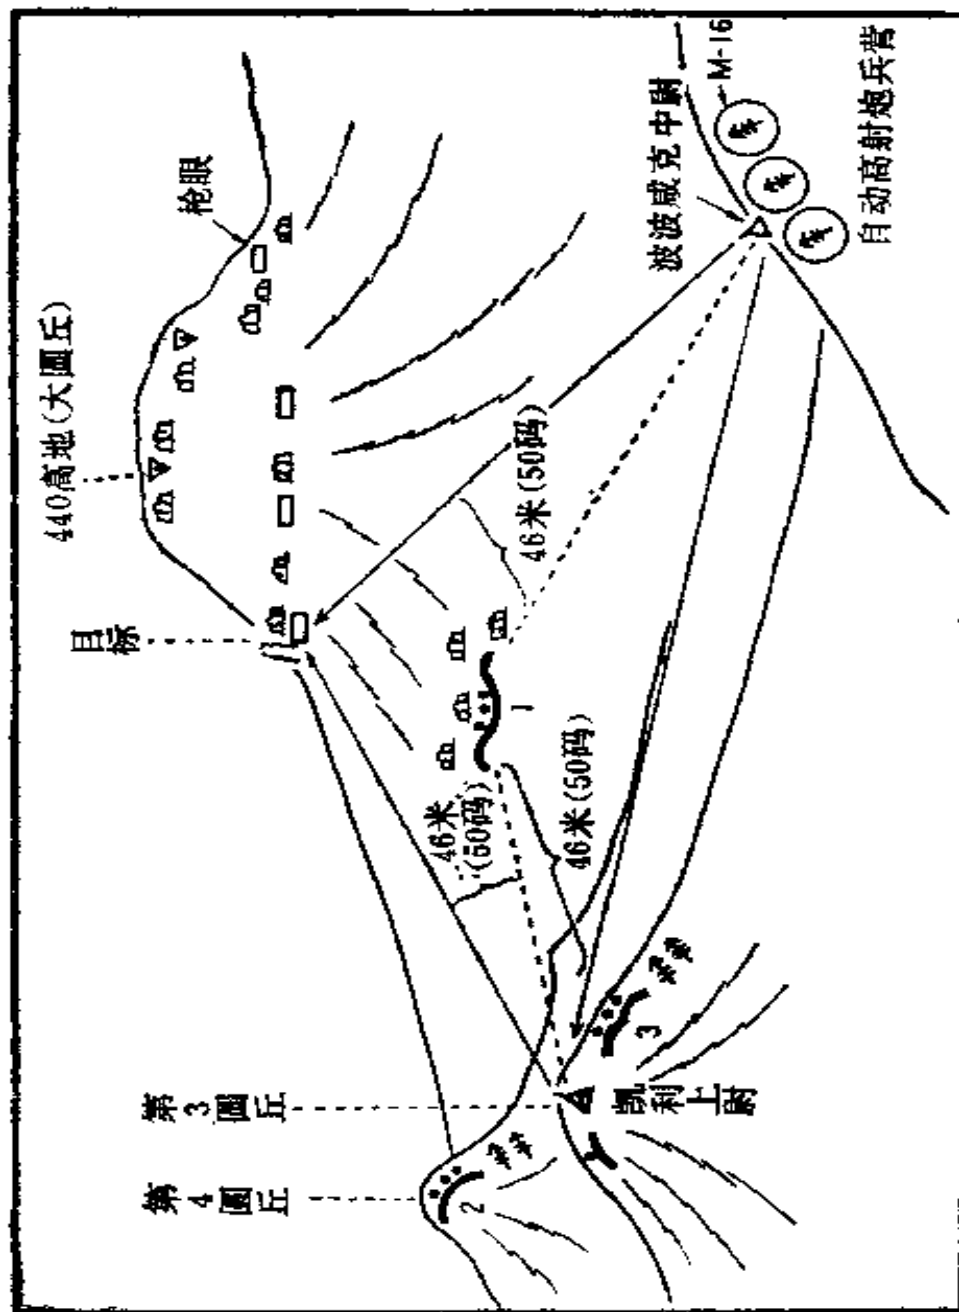 440高地(大圆丘)
枪眼
目标
波波咸克中尉
M-16
自动高射炮兵营
46米(50码)
1
46米
(50码)
46米(50码)
第3圆丘
第4圆丘
2
凯利上尉
3